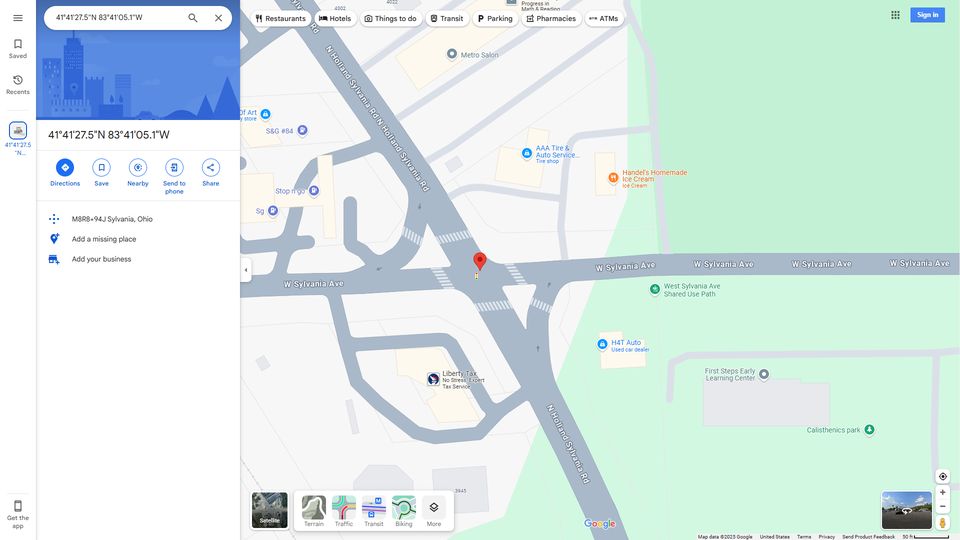 41°41'27.5"N 83°41'05.1"W
Restaurants
Hotels
Things to do
Transit
Parking
Pharmacies
ATMs
Sign in
Saved
Recents
41°41'27.5
"N...
Get the
app
41°41'27.5"N 83°41'05.1"W
Directions
Save
Nearby
Send to
phone
Share
M8R8+94J Sylvania, Ohio
Add a missing place
Add your business
4032
4022
Progress in
Math & Reading
Metro Salon
N Holland Sylvania Rd
N Holland Sylvania Rd
Of Art
S&G #84
Stop n go
Sg
AAA Tire &
Auto Service...
Tire shop
Handel's Homemade
Ice Cream
Ice Cream
W Sylvania Ave
W Sylvania Ave
W Sylvania Ave
W Sylvania Ave
W Sylvania Ave
West Sylvania Ave
Shared Use Path
H4T Auto
Used car dealer
Liberty Tax
No Stress, Expert
Tax Service
First Steps Early
Learning Center
Calisthenics park
N Holland Sylvania Rd
3945
Satellite
Terrain
Traffic
Transit
Biking
More
Google
Map data ©2025 Google
United States
Terms
Privacy
Send Product Feedback
50 ft